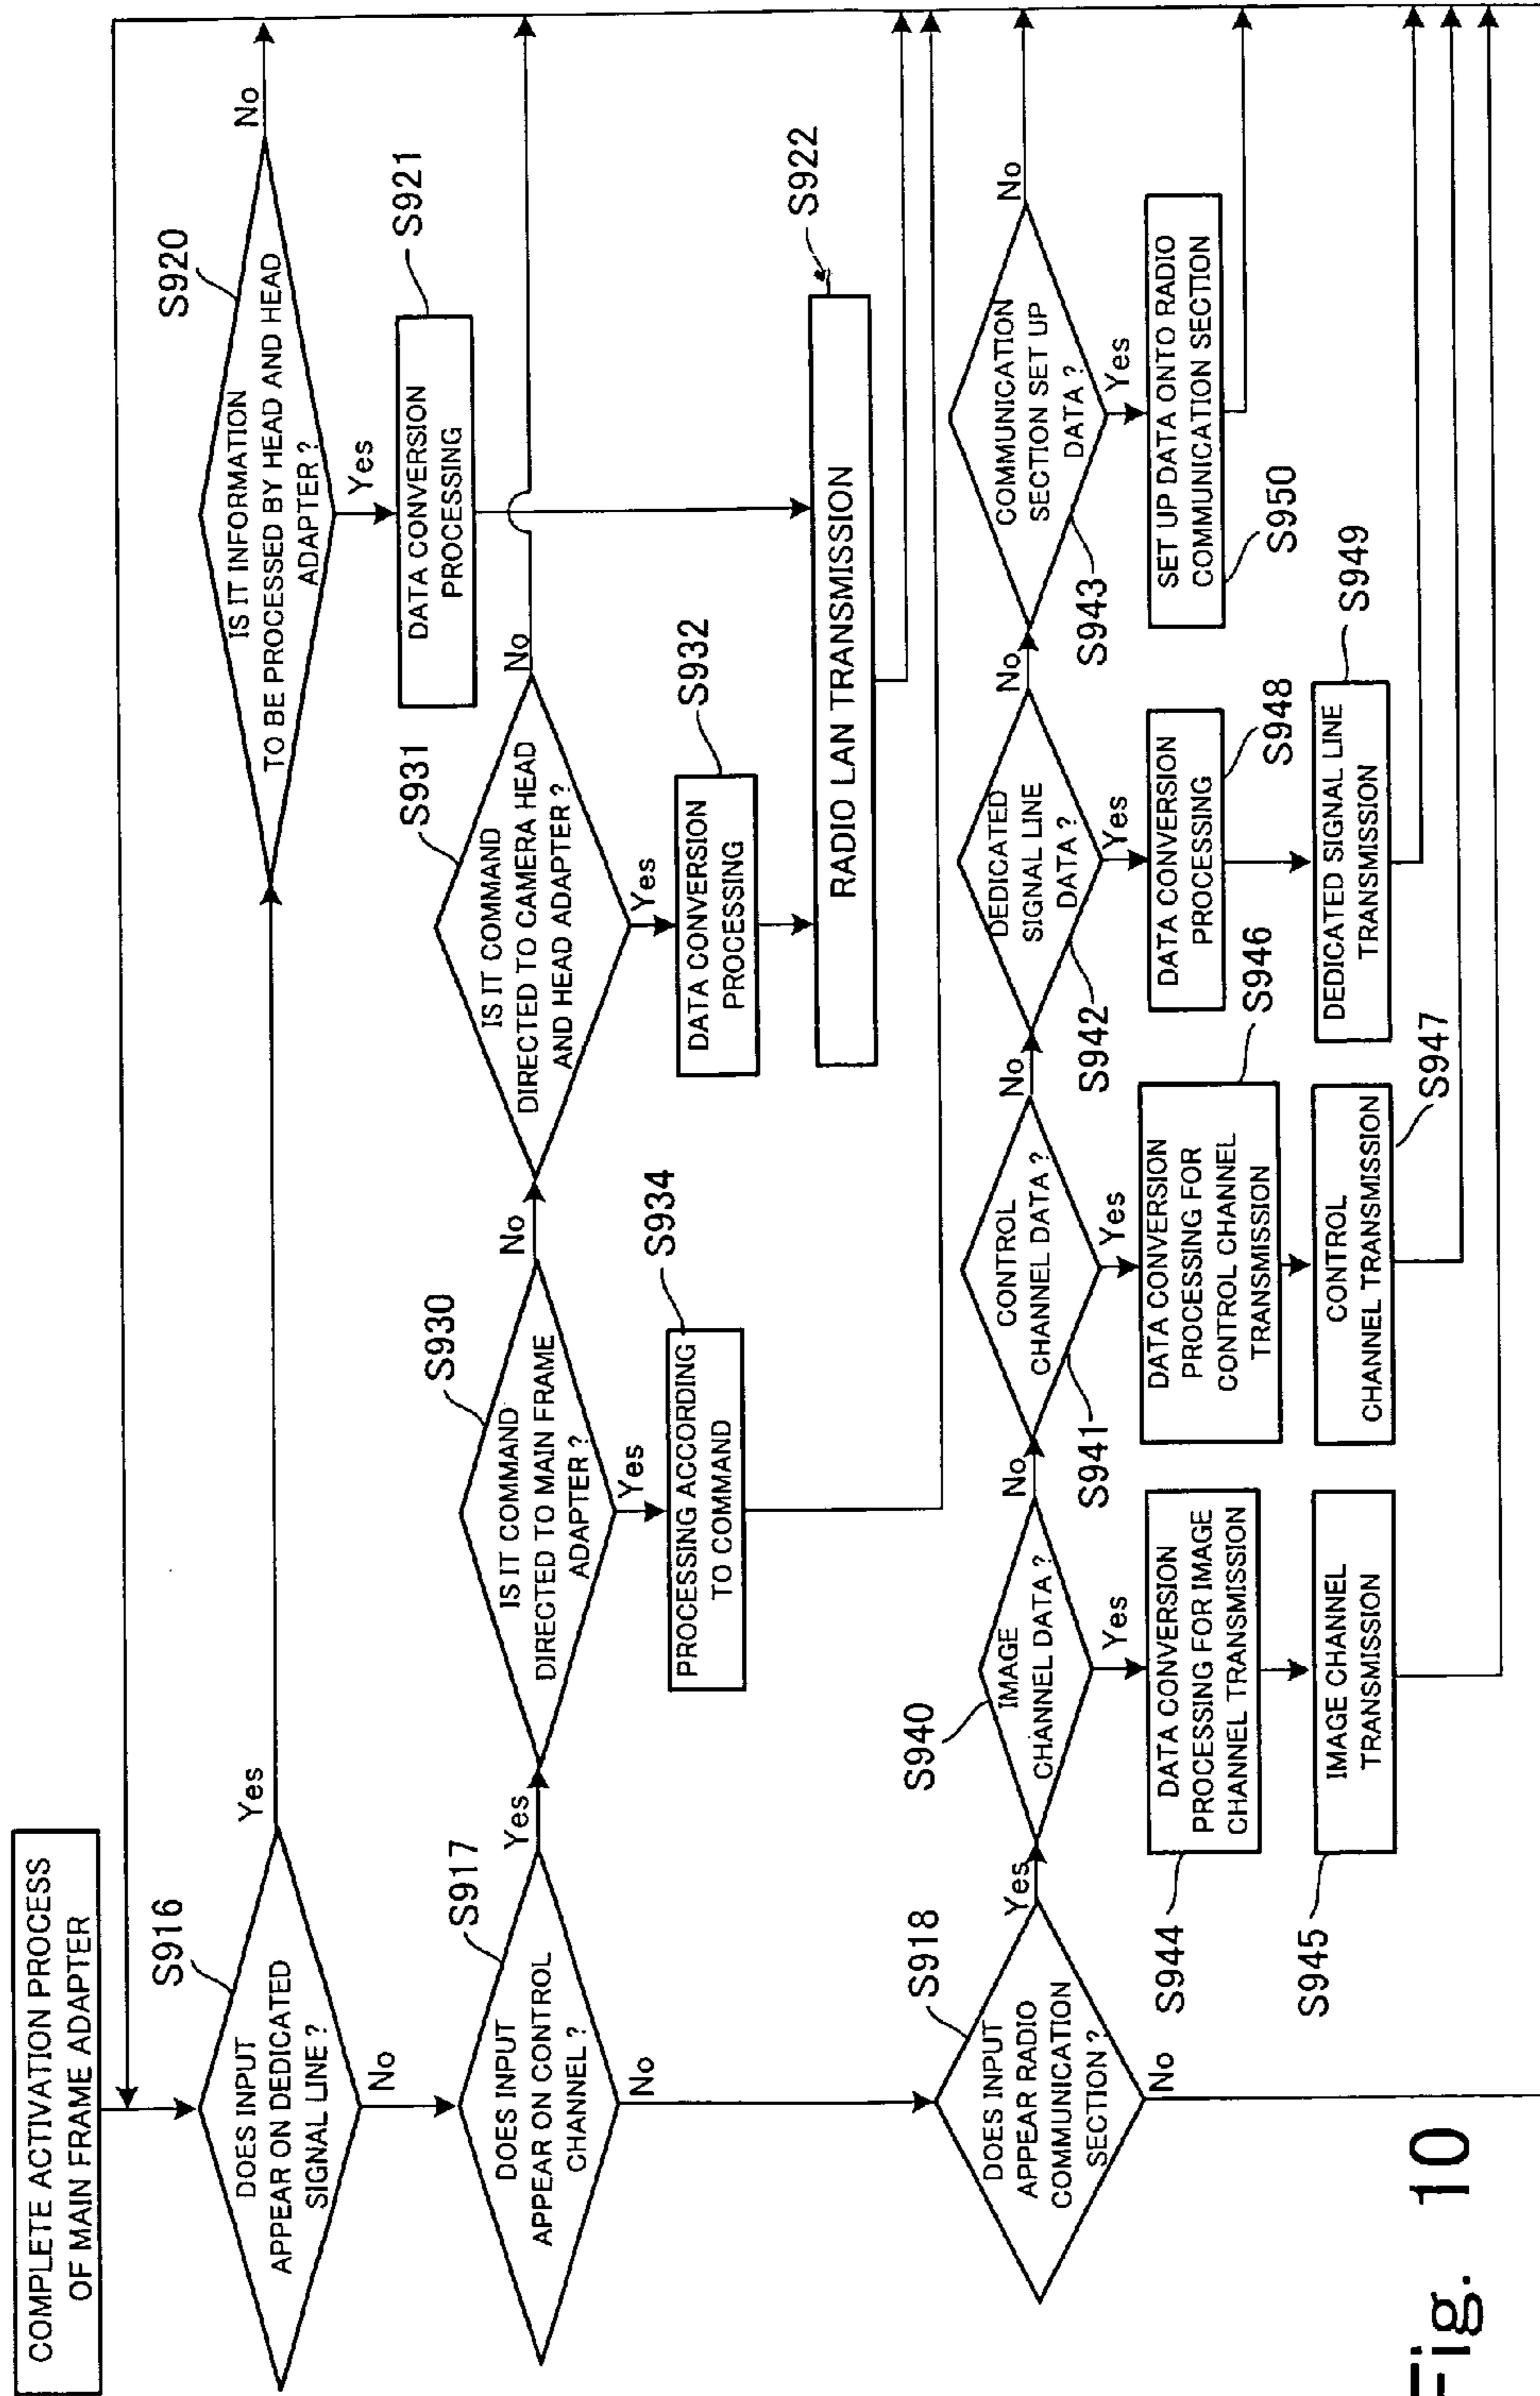 COMPLETE ACTIVATION PROCESS
OF MAIN FRAME ADAPTER
S916
DOES INPUT
APPEAR ON DEDICATED
SIGNAL LINE ?
Yes
No
S920
IS IT INFORMATION
TO BE PROCESSED BY HEAD AND HEAD
ADAPTER ?
No
Yes
S921
DATA CONVERSION
PROCESSING
S917
DOES INPUT
APPEAR ON CONTROL
CHANNEL ?
Yes
No
S930
IS IT COMMAND
DIRECTED TO MAIN FRAME
ADAPTER ?
No
Yes
S934
PROCESSING ACCORDING
TO COMMAND
S931
IS IT COMMAND
DIRECTED TO CAMERA HEAD
AND HEAD ADAPTER ?
No
Yes
S932
DATA CONVERSION
PROCESSING
S922
RADIO LAN TRANSMISSION
S918
DOES INPUT
APPEAR RADIO
COMMUNICATION
SECTION ?
Yes
No
S940
IMAGE
CHANNEL DATA ?
No
Yes
DATA CONVERSION
PROCESSING FOR IMAGE
CHANNEL TRANSMISSION
S944
IMAGE CHANNEL
TRANSMISSION
S945
CONTROL
CHANNEL DATA ?
S941
No
Yes
DATA CONVERSION
PROCESSING FOR
CONTROL CHANNEL
TRANSMISSION
S946
CONTROL
CHANNEL TRANSMISSION
S947
DEDICATED
SIGNAL LINE
DATA ?
S942
No
Yes
DATA CONVERSION
PROCESSING
S948
DEDICATED SIGNAL LINE
TRANSMISSION
S949
COMMUNICATION
SECTION SET UP
DATA ?
S943
No
Yes
SET UP DATA ONTO RADIO
COMMUNICATION SECTION
S950
Fig. 10